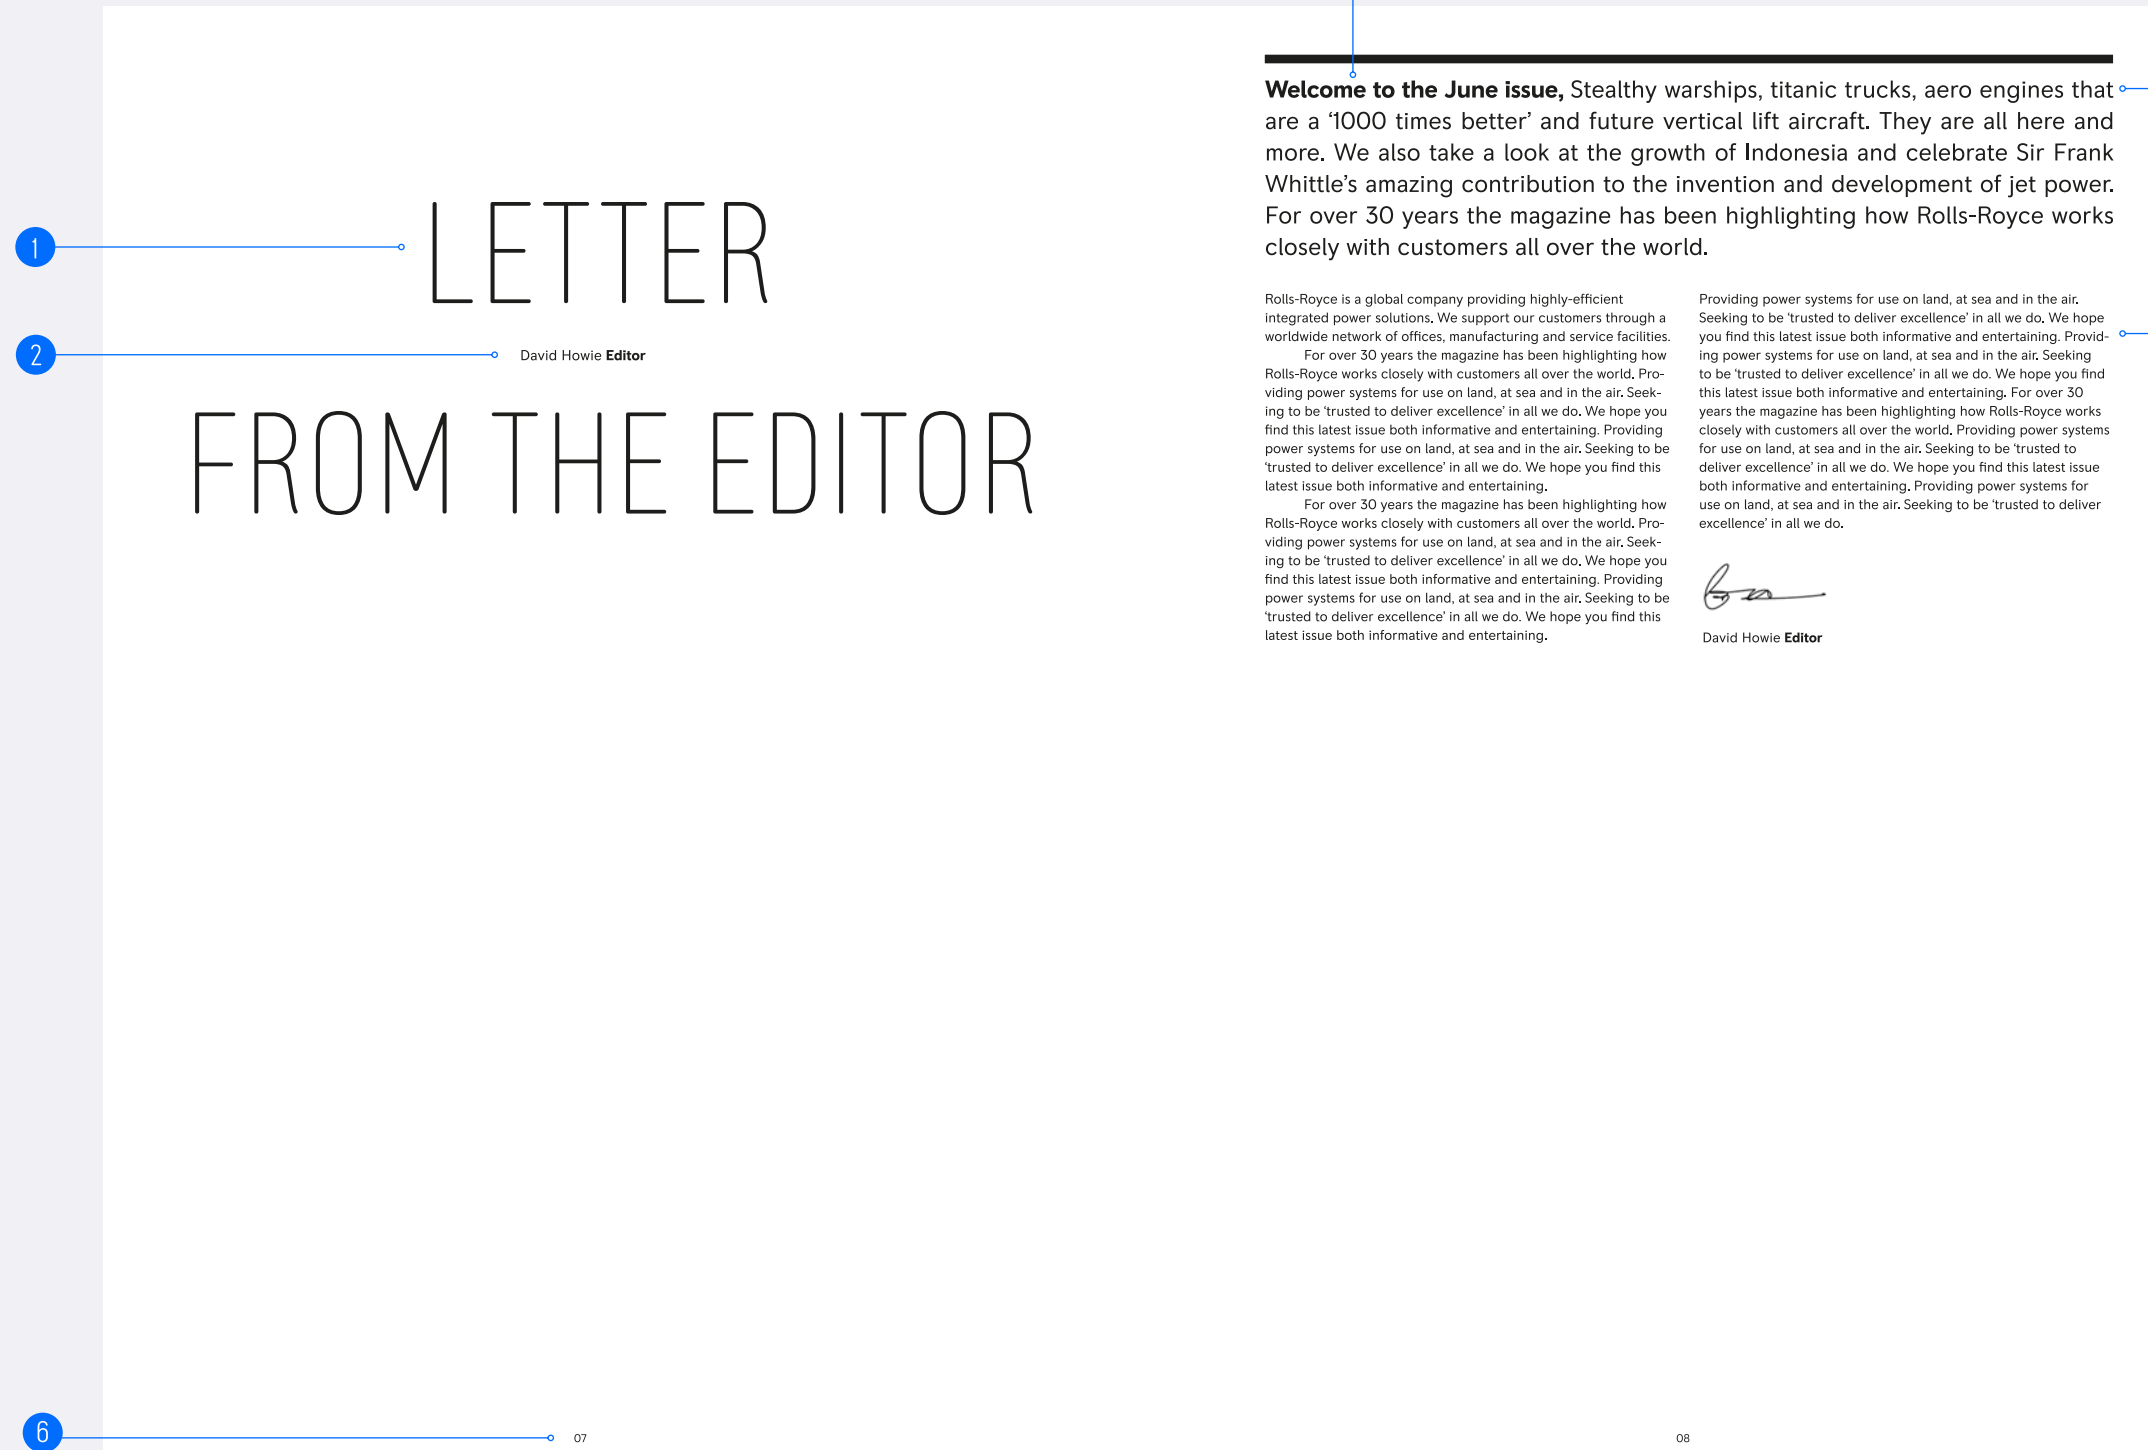 1
LETTER
2
David Howie Editor
FROM THE EDITOR
6
07
Welcome to the June issue, Stealthy warships, titanic trucks, aero engines that
are a ‘1000 times better’ and future vertical lift aircraft. They are all here and
more. We also take a look at the growth of Indonesia and celebrate Sir Frank
Whittle’s amazing contribution to the invention and development of jet power.
For over 30 years the magazine has been highlighting how Rolls-Royce works
closely with customers all over the world.
Rolls-Royce is a global company providing highly-efficient
integrated power solutions. We support our customers through a
worldwide network of offices, manufacturing and service facilities.
For over 30 years the magazine has been highlighting how
Rolls-Royce works closely with customers all over the world. Pro-
viding power systems for use on land, at sea and in the air. Seek-
ing to be ‘trusted to deliver excellence’ in all we do. We hope you
find this latest issue both informative and entertaining. Providing
power systems for use on land, at sea and in the air. Seeking to be
‘trusted to deliver excellence’ in all we do. We hope you find this
latest issue both informative and entertaining.
For over 30 years the magazine has been highlighting how
Rolls-Royce works closely with customers all over the world. Pro-
viding power systems for use on land, at sea and in the air. Seek-
ing to be ‘trusted to deliver excellence’ in all we do. We hope you
find this latest issue both informative and entertaining. Providing
power systems for use on land, at sea and in the air. Seeking to be
‘trusted to deliver excellence’ in all we do. We hope you find this
latest issue both informative and entertaining.
Providing power systems for use on land, at sea and in the air.
Seeking to be ‘trusted to deliver excellence’ in all we do. We hope
you find this latest issue both informative and entertaining. Provid-
ing power systems for use on land, at sea and in the air. Seeking
to be ‘trusted to deliver excellence’ in all we do. We hope you find
this latest issue both informative and entertaining. For over 30
years the magazine has been highlighting how Rolls-Royce works
closely with customers all over the world. Providing power systems
for use on land, at sea and in the air. Seeking to be ‘trusted to
deliver excellence’ in all we do. We hope you find this latest issue
both informative and entertaining. Providing power systems for
use on land, at sea and in the air. Seeking to be ‘trusted to deliver
excellence’ in all we do.
David Howie Editor
08